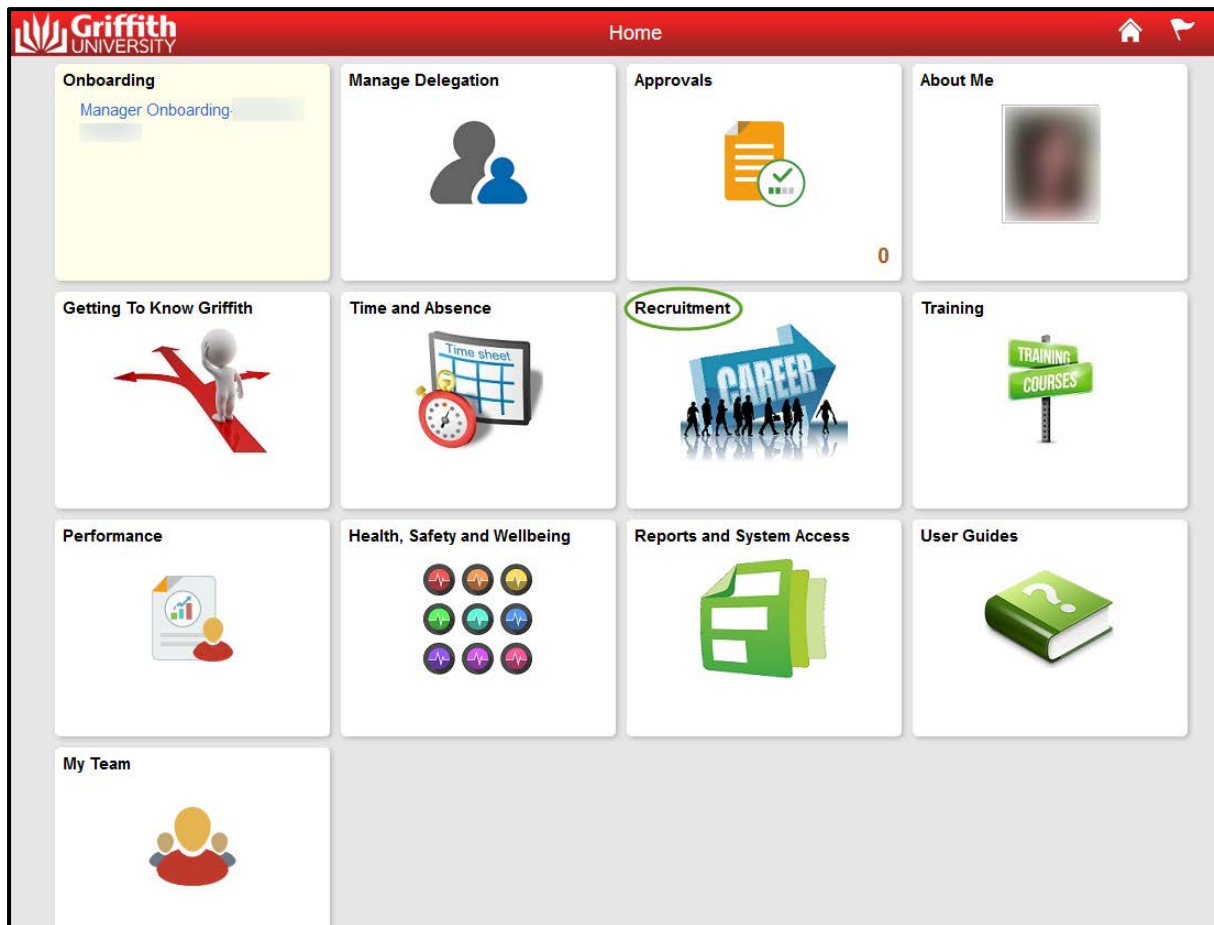 Griffith
UNIVERSITY
Home
Onboarding
Manager Onboarding-
Manage Delegation
Approvals
0
About Me
Getting To Know Griffith
Time and Absence
Time sheet
Recruitment
CAREER
Training
TRAINING
COURSES
Performance
Health, Safety and Wellbeing
Reports and System Access
User Guides
?
My Team